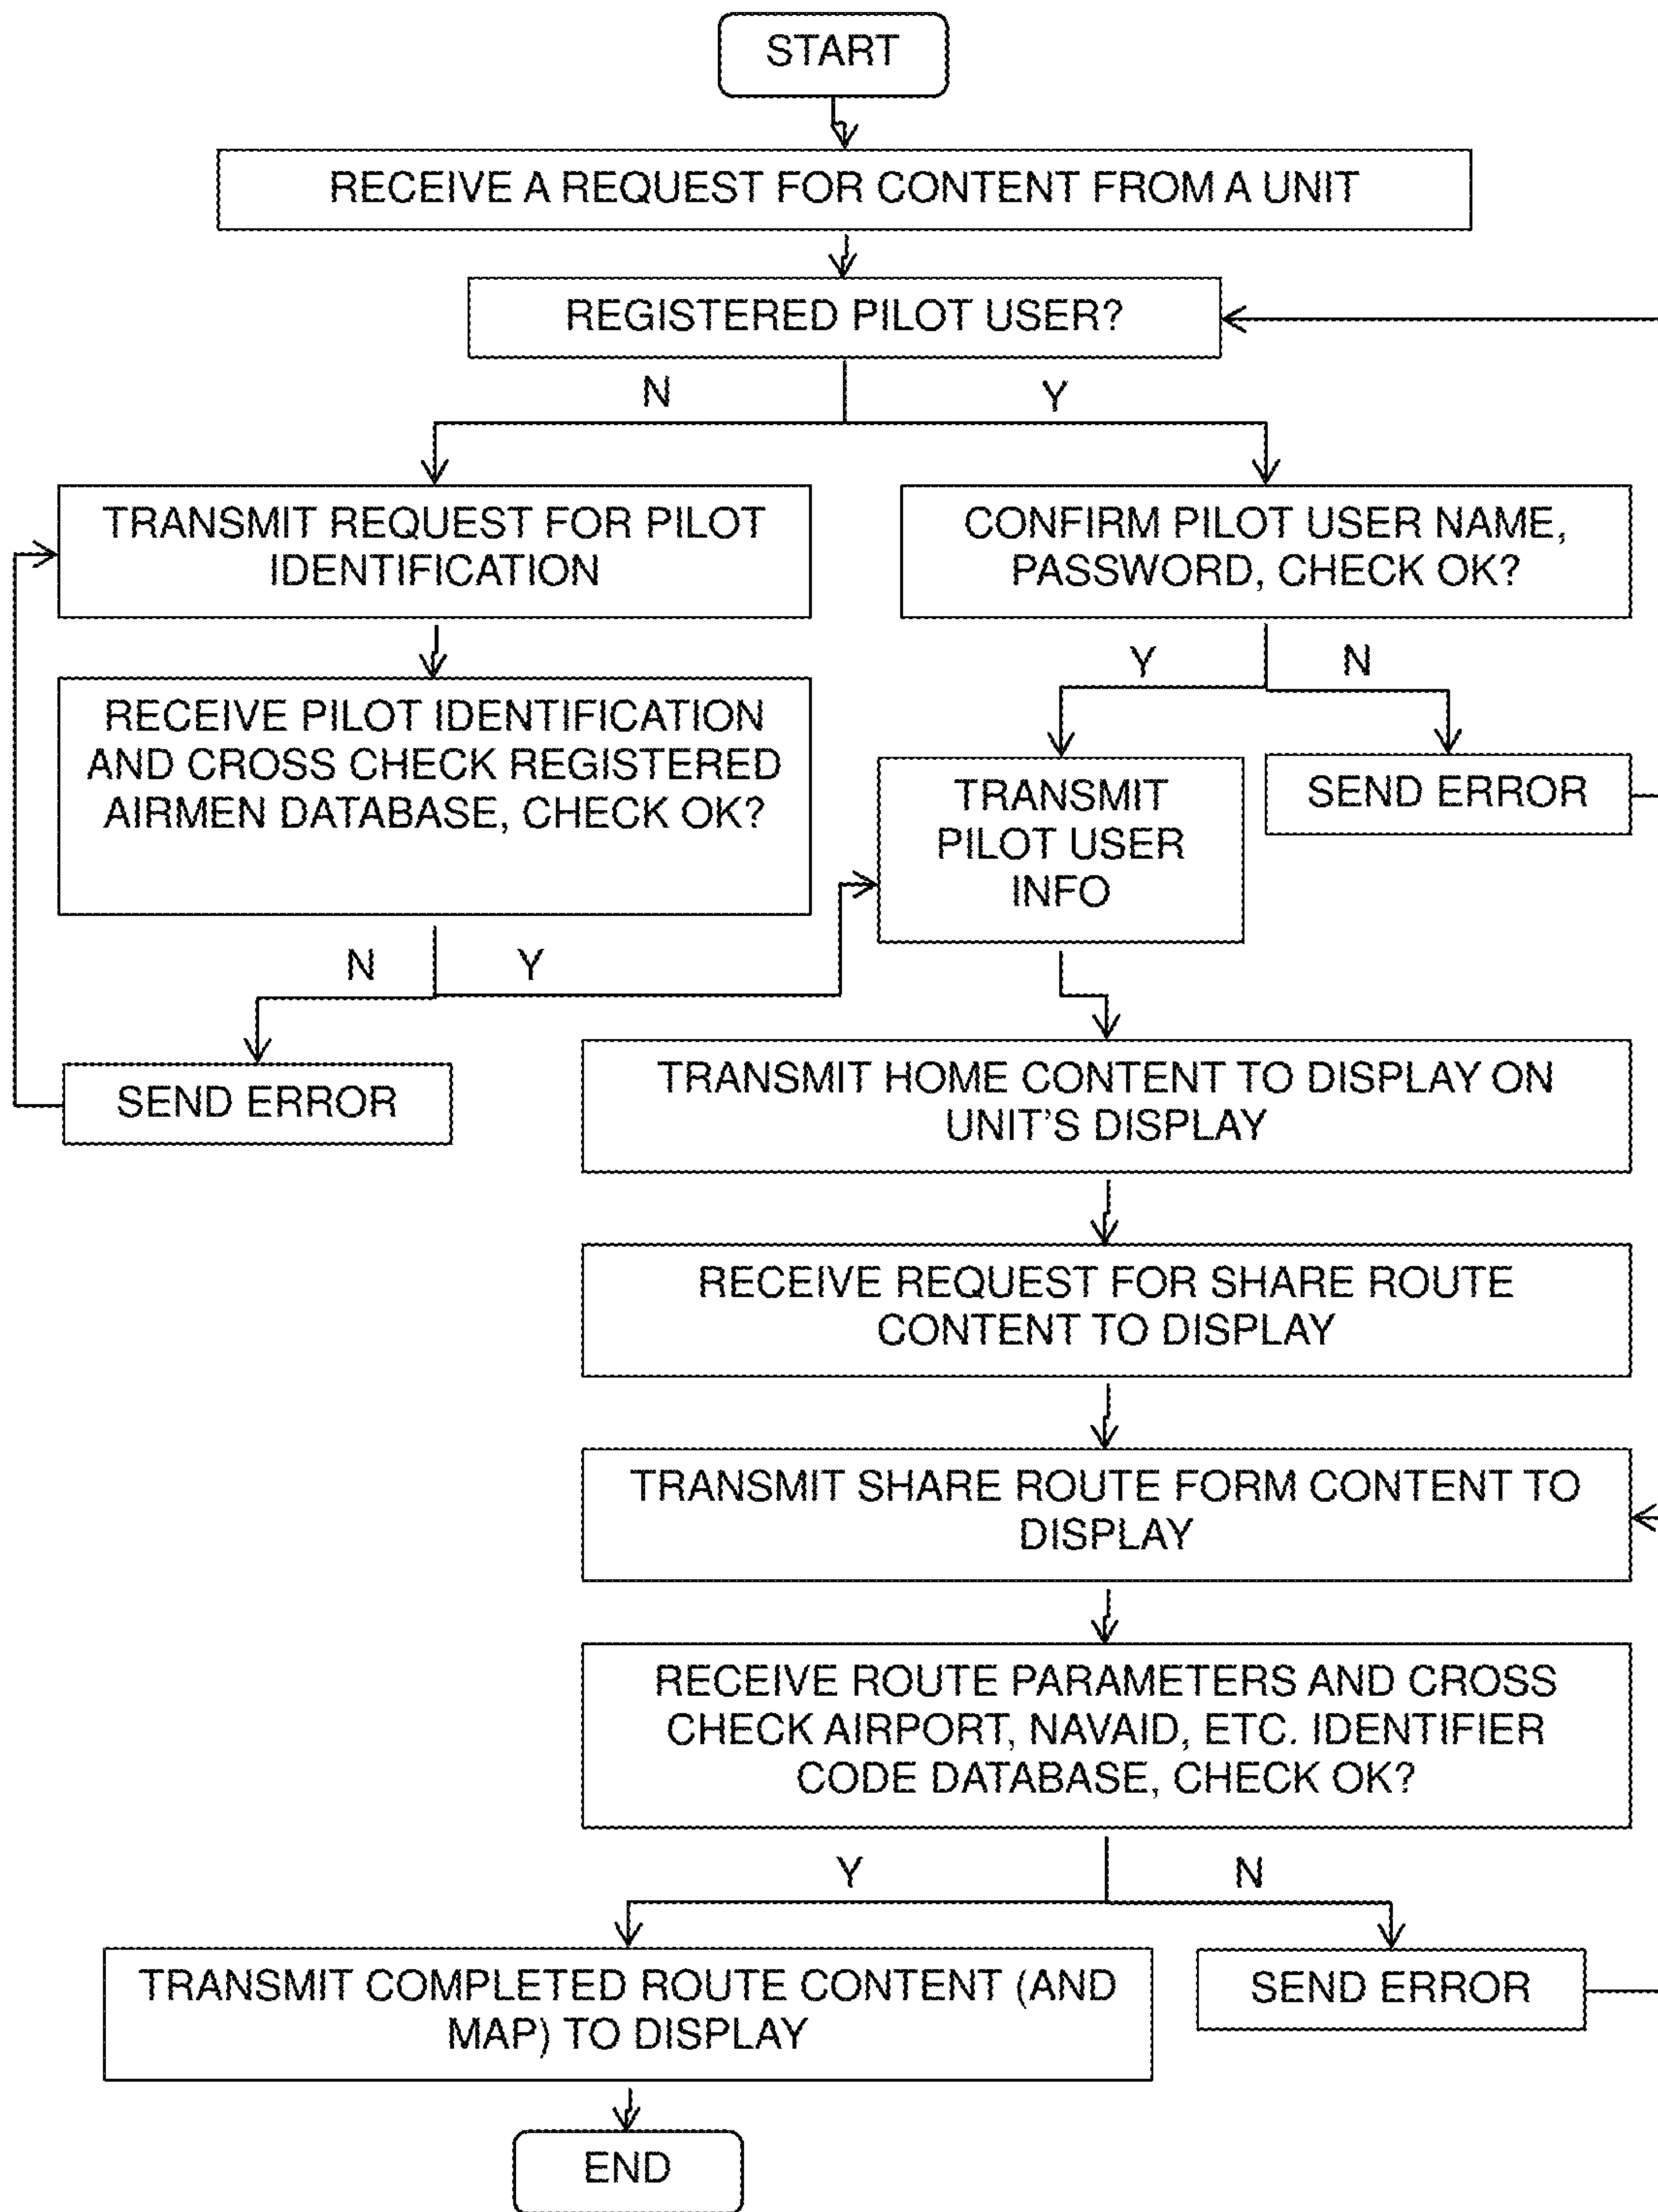 START
RECEIVE A REQUEST FOR CONTENT FROM A UNIT
REGISTERED PILOT USER?
N
Y
TRANSMIT REQUEST FOR PILOT
IDENTIFICATION
CONFIRM PILOT USER NAME,
PASSWORD, CHECK OK?
RECEIVE PILOT IDENTIFICATION
AND CROSS CHECK REGISTERED
AIRMEN DATABASE, CHECK OK?
Y
N
TRANSMIT
PILOT USER
INFO
SEND ERROR
N
Y
SEND ERROR
TRANSMIT HOME CONTENT TO DISPLAY ON
UNIT'S DISPLAY
RECEIVE REQUEST FOR SHARE ROUTE
CONTENT TO DISPLAY
TRANSMIT SHARE ROUTE FORM CONTENT TO
DISPLAY
RECEIVE ROUTE PARAMETERS AND CROSS
CHECK AIRPORT, NAVAID, ETC. IDENTIFIER
CODE DATABASE, CHECK OK?
Y
N
TRANSMIT COMPLETED ROUTE CONTENT (AND
MAP) TO DISPLAY
SEND ERROR
END